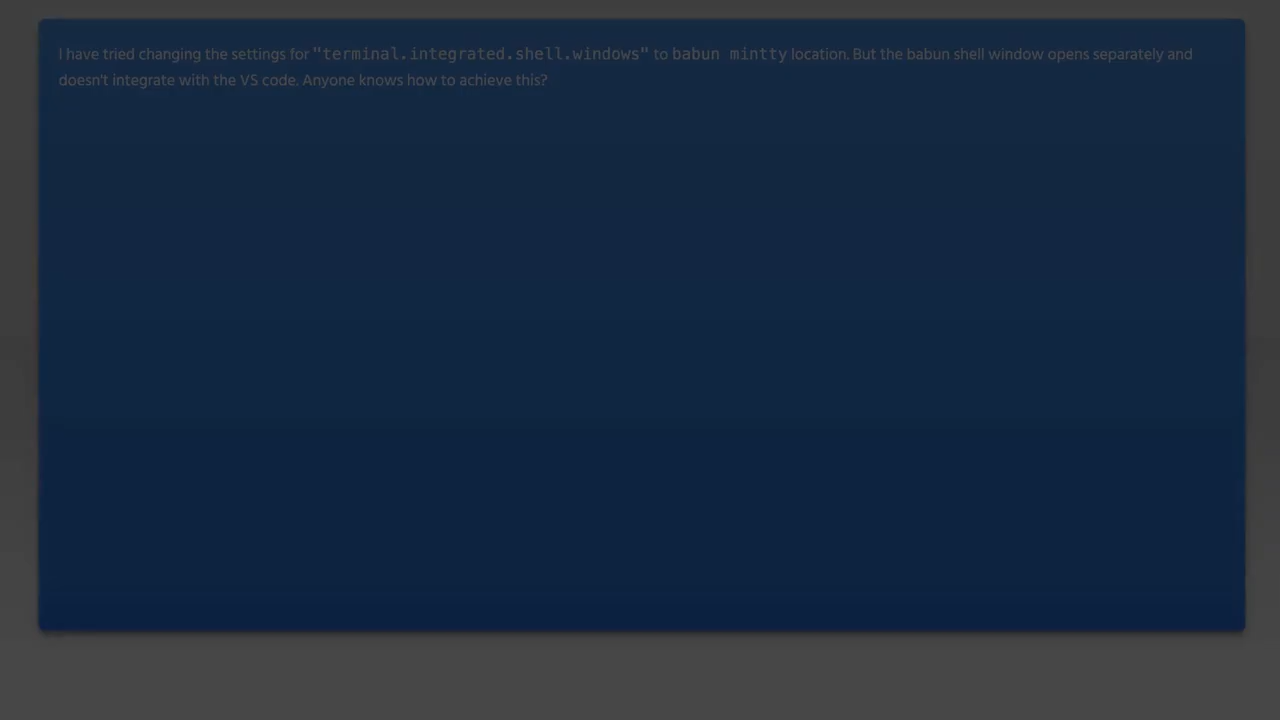 I have tried changing the settings for "terminal.integrated.shell.windows" to babun mintty location. But the babun shell window opens separately and
doesn't integrate with the VS code. Anyone knows how to achieve this?